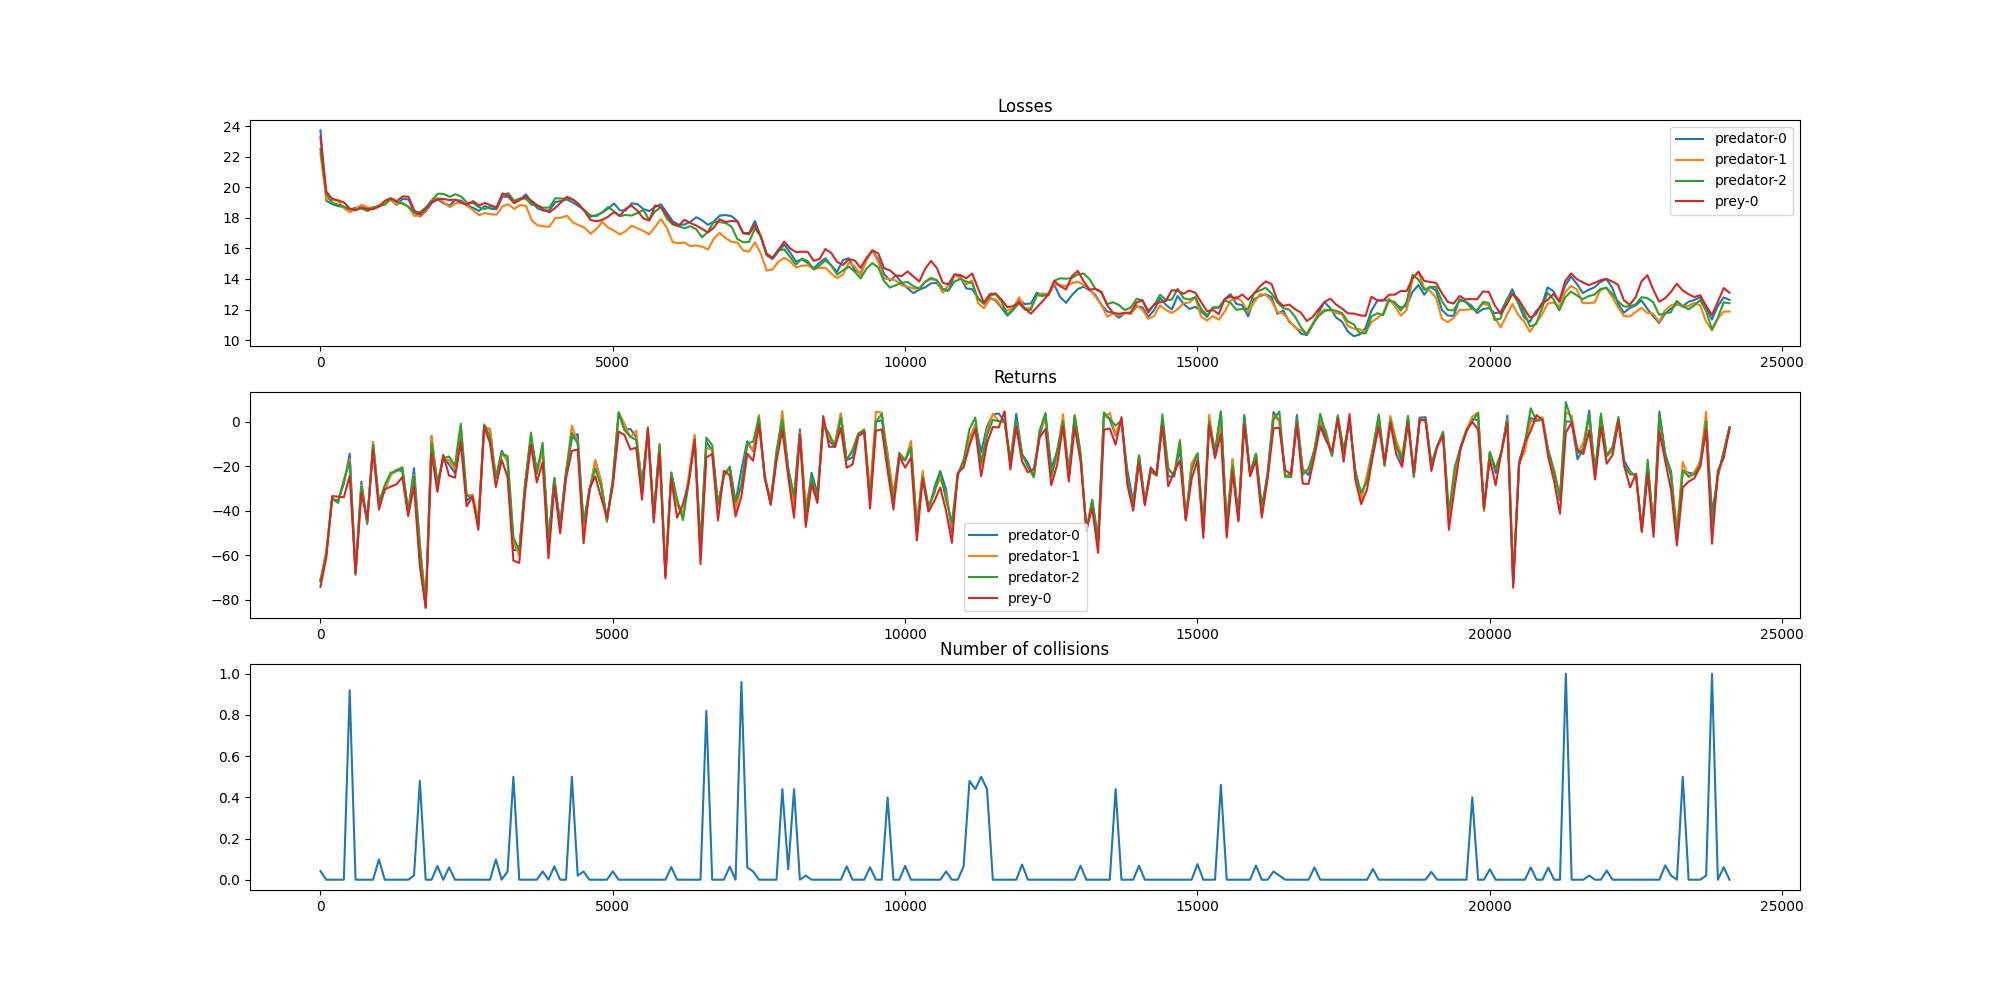 Losses
24
22
20
18
16
14
12
10
predator-0
predator-1
predator-2
prey-0
0 5000 10000 15000 20000 25000
Returns
0
−20
−40
−60
−80
predator-0
predator-1
predator-2
prey-0
0 5000 10000 15000 20000 25000
Number of collisions
1.0
0.8
0.6
0.4
0.2
0.0
0 5000 10000 15000 20000 25000